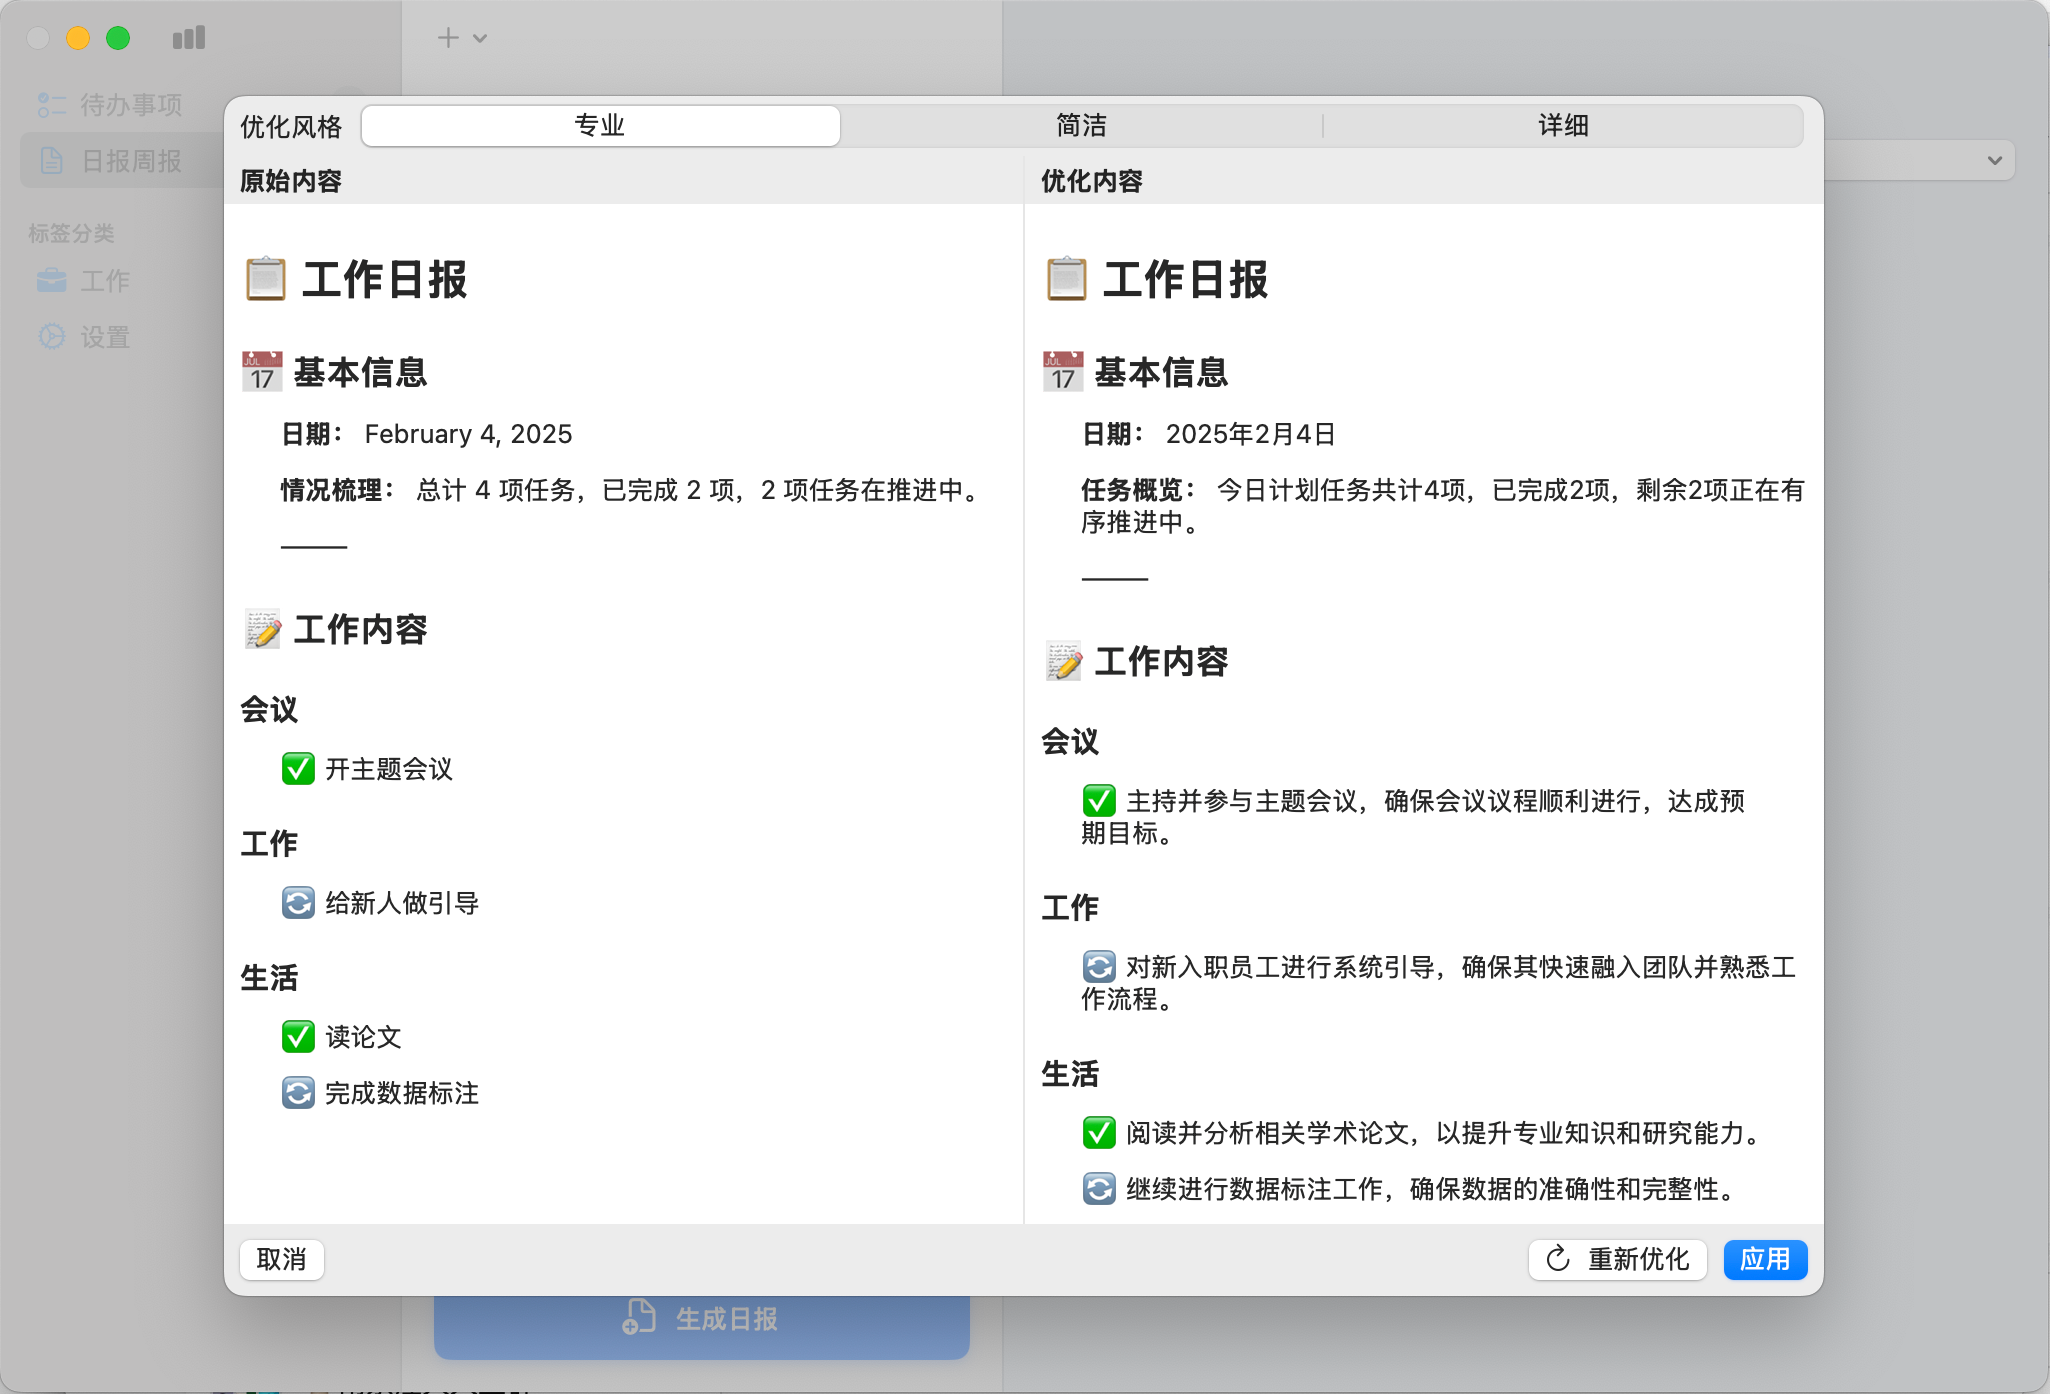 待办事项
日报周报
标签分类
工作
设置
优化风格
专业
简洁
详细
原始内容
工作日报
JUL
17
基本信息
日期： February 4, 2025
情况梳理： 总计 4 项任务，已完成 2 项，2 项任务在推进中。
工作内容
会议
开主题会议
工作
给新人做引导
生活
读论文
完成数据标注
优化内容
工作日报
JUL
17
基本信息
日期： 2025年2月4日
任务概览： 今日计划任务共计4项，已完成2项，剩余2项正在有
序推进中。
工作内容
会议
主持并参与主题会议，确保会议议程顺利进行，达成预
期目标。
工作
对新入职员工进行系统引导，确保其快速融入团队并熟悉工
作流程。
生活
阅读并分析相关学术论文，以提升专业知识和研究能力。
继续进行数据标注工作，确保数据的准确性和完整性。
取消
重新优化
应用
生成日报